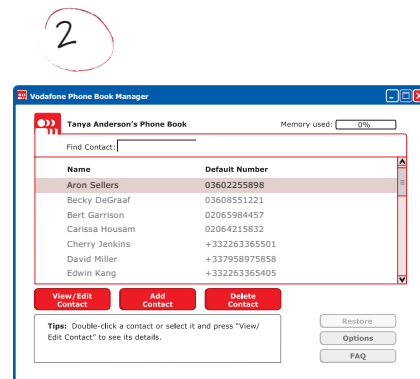 2
Vodafone Phone Book Manager
Tanya Anderson's Phone Book
Memory used: 0%
Find Contact:
Name Default Number
Aron Sellers 03602255898
Becky DeGraaf 03608551221
Bert Garrison 02065984457
Carissa Housam 02064215832
Cherry Jenkins +332263365501
David Miller +337958975858
Edwin Kang +332263365405
View/Edit Contact
Add Contact
Delete Contact
Tips: Double-click a contact or select it and press "View/
Edit Contact" to see its details.
Restore
Options
FAQ